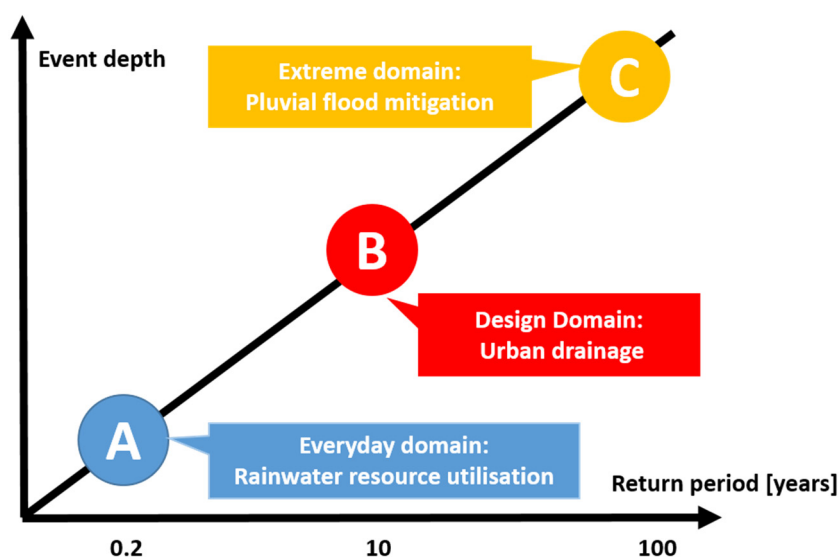 Event depth
Extreme domain:
Pluvial flood mitigation
C
B
Design Domain:
Urban drainage
A
Everyday domain:
Rainwater resource utilisation
Return period [years]
0.2
10
100